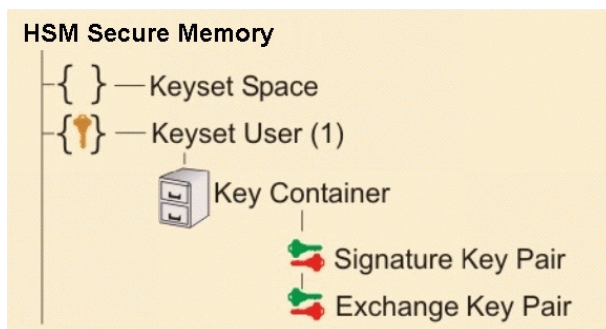 HSM Secure Memory
Keyset Space
Keyset User (1)
Key Container
Signature Key Pair
Exchange Key Pair